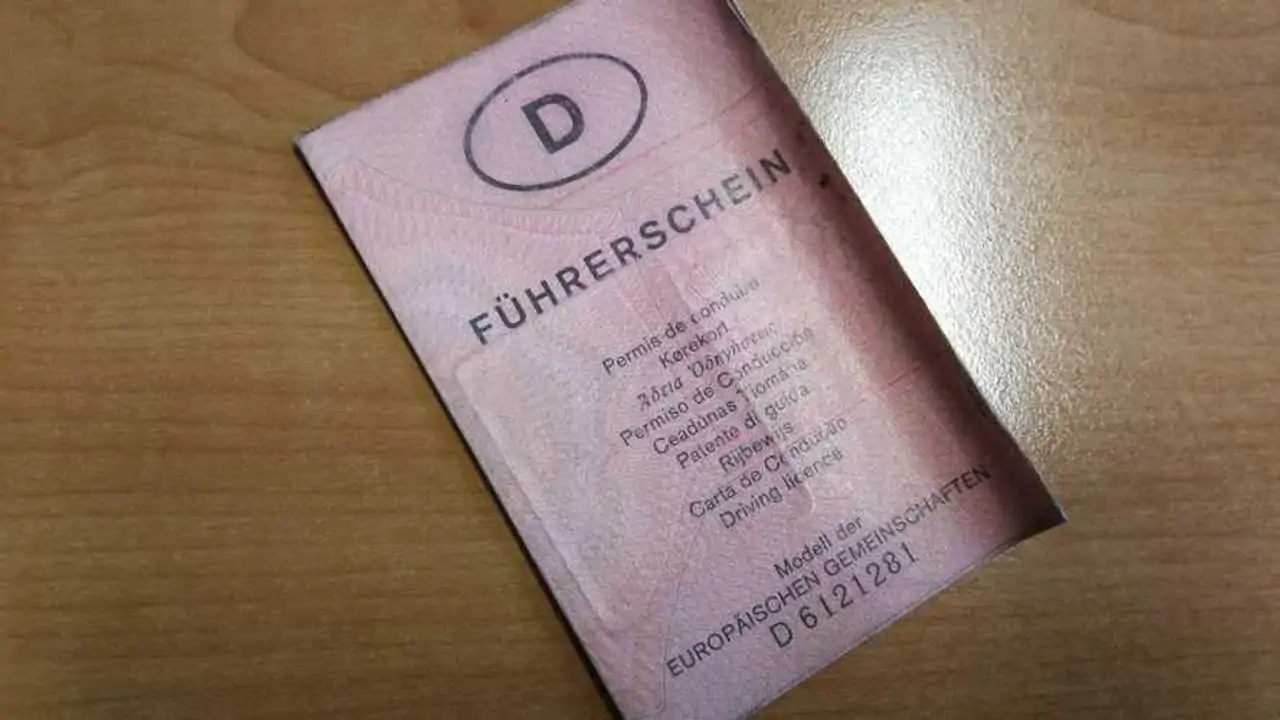 D
FÜHRERSCHEIN
Permis de conduire
Kørekort
Άδεια Όδηγήσεως
Permiso de Conducción
Ceadúnas Tiomána
Patente di guida
Rijbewijs
Carta de Condução
Driving licence
Modell der
EUROPÄISCHEN GEMEINSCHAFTEN
D 6121281